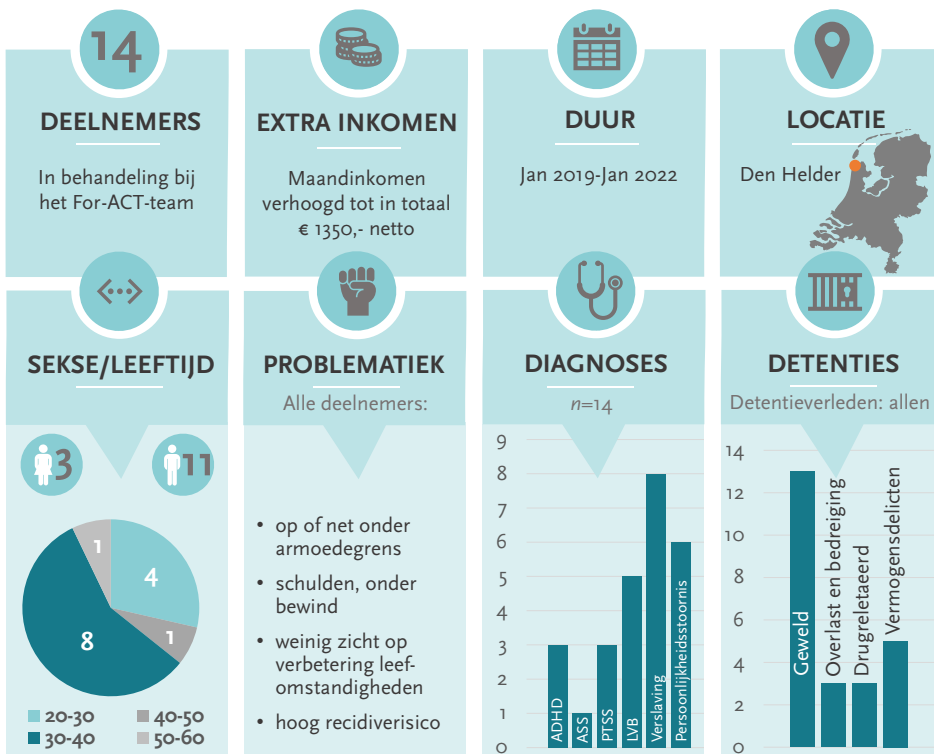 14
DEELNEMERS
In behandeling bij
het For-ACT-team
EXTRA INKOMEN
Maandinkomen
verhoogd tot in totaal
€ 1350,- netto
DUUR
Jan 2019-Jan 2022
LOCATIE
Den Helder
SEKSE/LEEFTIJD
3
11
1
4
1
8
20-30
40-50
30-40
50-60
PROBLEMATIEK
Alle deelnemers:
• op of net onder
armoedegrens
• schulden, onder
bewind
• weinig zicht op
verbetering leef-
omstandigheden
• hoog recidiverisico
DIAGNOSES
n=14
9
8
7
6
5
4
3
2
1
0
ADHD
ASS
PTSS
LVB
Verslaving
Persoonlijkheidsstoornis
DETENTIES
Detentieverleden: allen
14
12
10
8
6
4
2
0
Geweld
Overlast en bedreiging
Drugreletaeerd
Vermogensdelicten